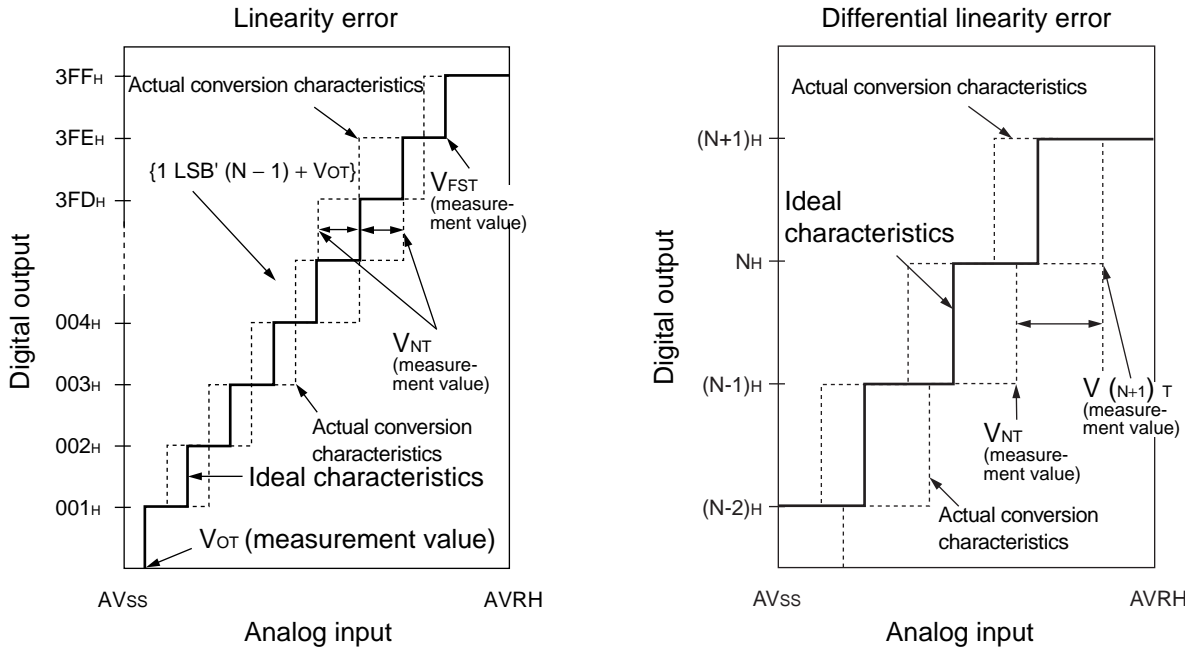 Linearity error
3FFH
3FEH
3FDH
004H
003H
002H
001H
Digital output
Actual conversion characteristics
{1 LSB' (N − 1) + VOT}
VFST
(measure-
ment value)
VNT
(measure-
ment value)
Actual conversion
characteristics
Ideal characteristics
VOT (measurement value)
AVSS
AVRH
Analog input
Differential linearity error
(N+1)H
NH
(N-1)H
(N-2)H
Digital output
Actual conversion characteristics
Ideal
characteristics
V (N+1) T
(measure-
ment value)
VNT
(measure-
ment value)
Actual conversion
characteristics
AVSS
AVRH
Analog input